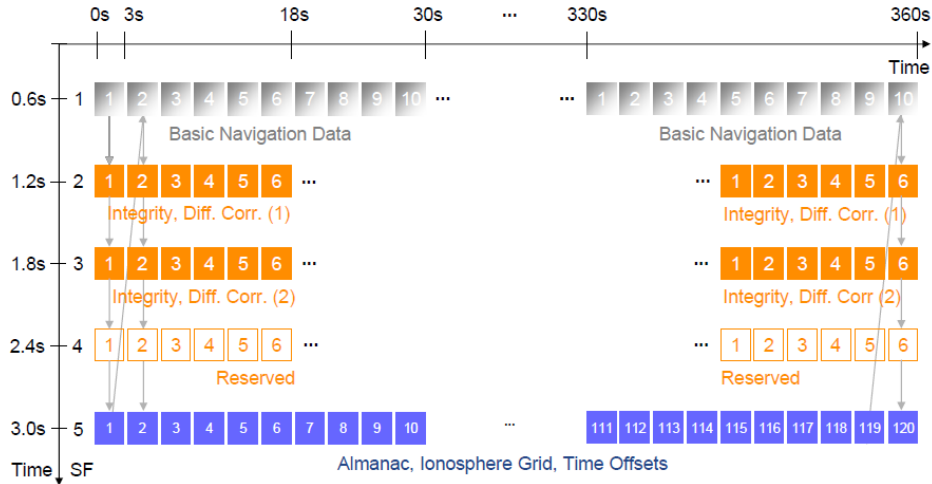 0s 3s 18s 30s ... 330s 360s
Time
0.6s 1 1 2 3 4 5 6 7 8 9 10 ... ... 1 2 3 4 5 6 7 8 9 10
Basic Navigation Data Basic Navigation Data
1.2s 2 1 2 3 4 5 6 ... ... 1 2 3 4 5 6
Integrity, Diff. Corr. (1) Integrity, Diff. Corr. (1)
1.8s 3 1 2 3 4 5 6 ... ... 1 2 3 4 5 6
Integrity, Diff. Corr. (2) Integrity, Diff. Corr (2)
2.4s 4 1 2 3 4 5 6 ... ... 1 2 3 4 5 6
Reserved Reserved
3.0s 5 1 2 3 4 5 6 7 8 9 10 ... 111 112 113 114 115 116 117 118 119 120
Time SF Almanac, Ionosphere Grid, Time Offsets